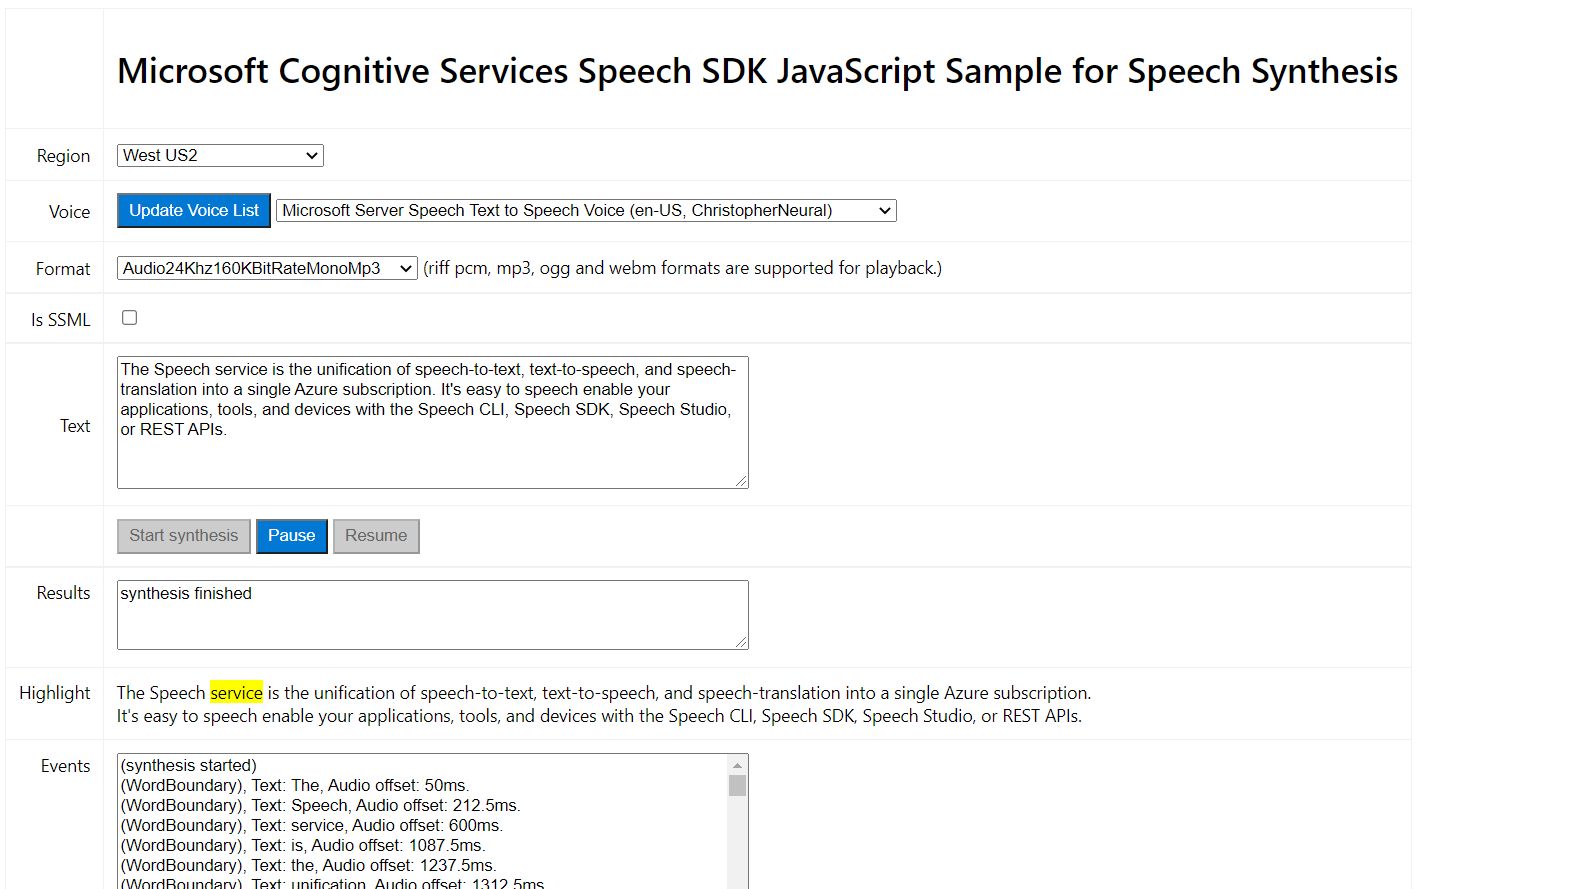 Microsoft Cognitive Services Speech SDK JavaScript Sample for Speech Synthesis
Region
West US2
Voice
Update Voice List
Microsoft Server Speech Text to Speech Voice (en-US, ChristopherNeural)
Format
Audio24Khz160KBitRateMonoMp3
(riff pcm, mp3, ogg and webm formats are supported for playback.)
Is SSML
Text
The Speech service is the unification of speech-to-text, text-to-speech, and speech-
translation into a single Azure subscription. It's easy to speech enable your
applications, tools, and devices with the Speech CLI, Speech SDK, Speech Studio,
or REST APIs.
Start synthesis
Pause
Resume
Results
synthesis finished
Highlight
The Speech service is the unification of speech-to-text, text-to-speech, and speech-translation into a single Azure subscription.
It's easy to speech enable your applications, tools, and devices with the Speech CLI, Speech SDK, Speech Studio, or REST APIs.
Events
(synthesis started)
(WordBoundary), Text: The, Audio offset: 50ms.
(WordBoundary), Text: Speech, Audio offset: 212.5ms.
(WordBoundary), Text: service, Audio offset: 600ms.
(WordBoundary), Text: is, Audio offset: 1087.5ms.
(WordBoundary), Text: the, Audio offset: 1237.5ms.
(WordBoundary), Text: unification, Audio offset: 1312.5ms.